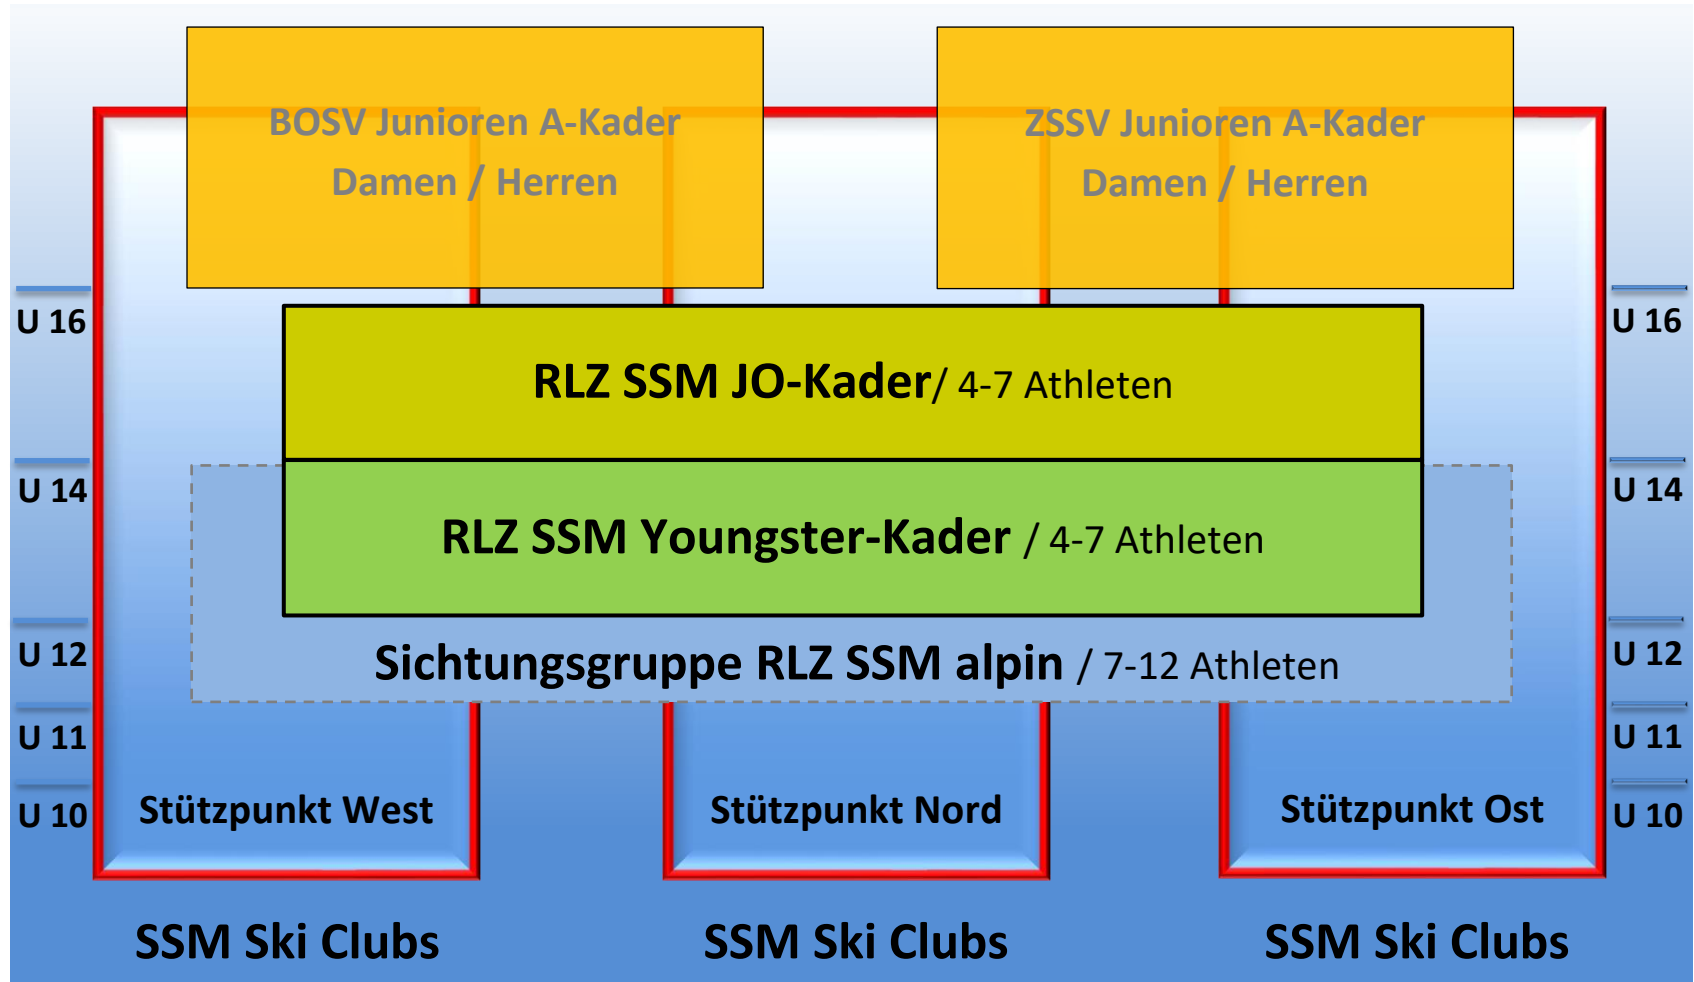 BOSV Junioren A-Kader
Damen / Herren
ZSSV Junioren A-Kader
Damen / Herren
U 16
U 16
RLZ SSM JO-Kader/ 4-7 Athleten
U 14
U 14
RLZ SSM Youngster-Kader / 4-7 Athleten
U 12
U 12
Sichtungsgruppe RLZ SSM alpin / 7-12 Athleten
U 11
U 11
U 10
Stützpunkt West
Stützpunkt Nord
Stützpunkt Ost
U 10
SSM Ski Clubs
SSM Ski Clubs
SSM Ski Clubs